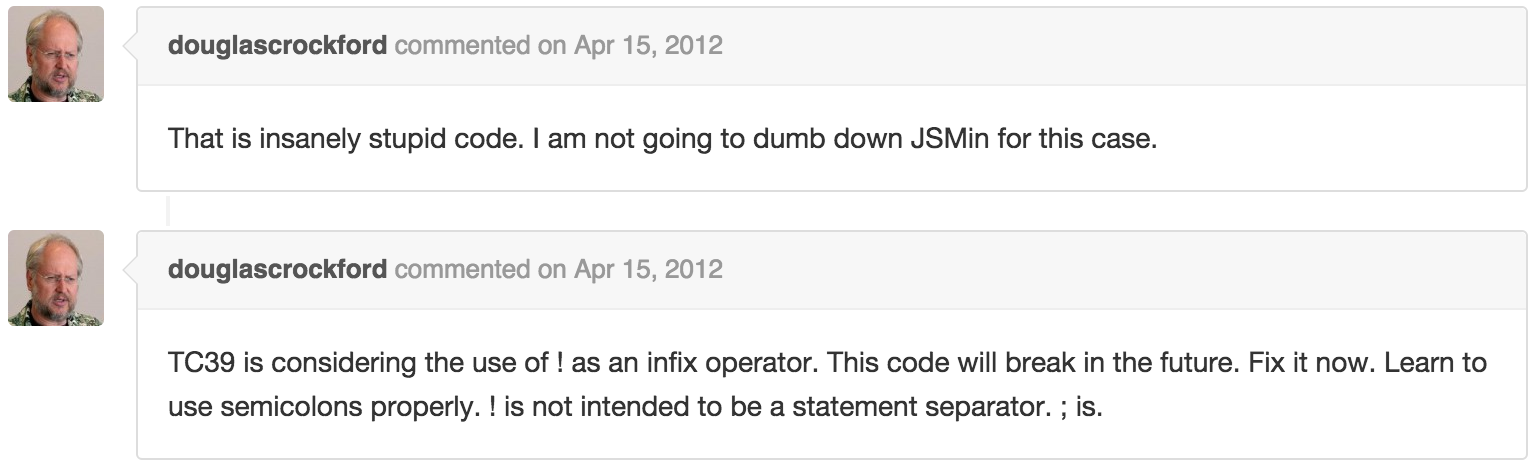 douglascrockford commented on Apr 15, 2012
That is insanely stupid code. I am not going to dumb down JSMin for this case.
douglascrockford commented on Apr 15, 2012
TC39 is considering the use of ! as an infix operator. This code will break in the future. Fix it now. Learn to
use semicolons properly. ! is not intended to be a statement separator. ; is.